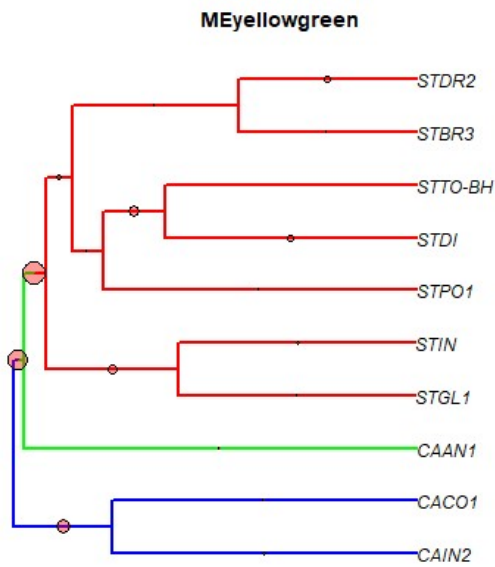 MEyellowgreen
STDR2
STBR3
STTO-BH
STDI
STPO1
STIN
STGL1
CAAN1
CACO1
CAIN2